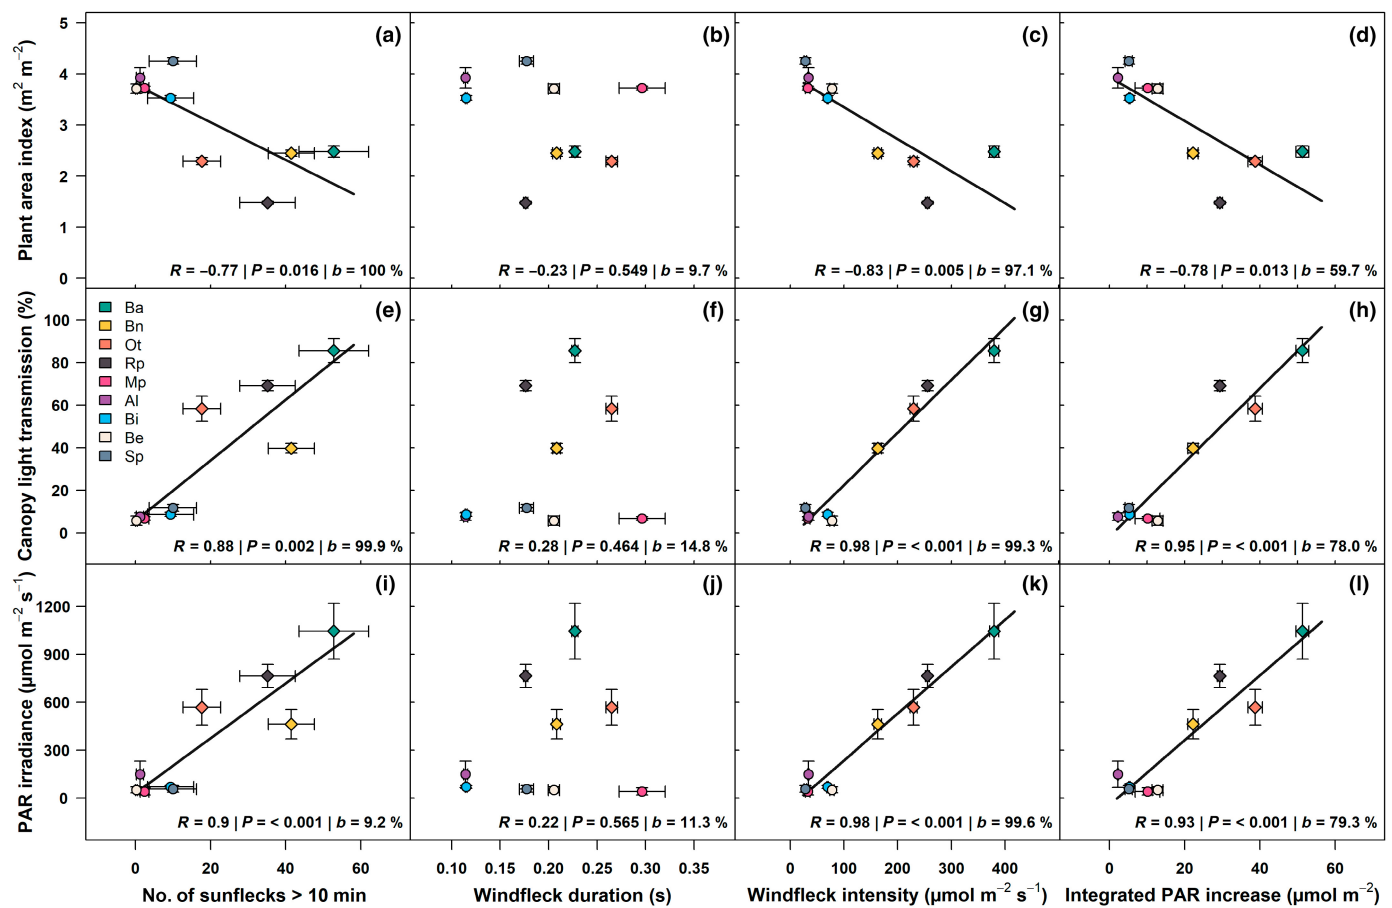 (a)
(b)
(c)
(d)
Plant area index (m² m⁻²)
5
4
3
2
1
0
R = −0.77 | P = 0.016 | b = 100 %
R = −0.23 | P = 0.549 | b = 9.7 %
R = −0.83 | P = 0.005 | b = 97.1 %
R = −0.78 | P = 0.013 | b = 59.7 %
(e)
(f)
(g)
(h)
Canopy light transmission (%)
100
80
60
40
20
0
Ba
Bn
Ot
Rp
Mp
Al
Bi
Be
Sp
R = 0.88 | P = 0.002 | b = 99.9 %
R = 0.28 | P = 0.464 | b = 14.8 %
R = 0.98 | P = < 0.001 | b = 99.3 %
R = 0.95 | P = < 0.001 | b = 78.0 %
(i)
(j)
(k)
(l)
PAR irradiance (µmol m⁻² s⁻¹)
1200
900
600
300
0
R = 0.9 | P = < 0.001 | b = 9.2 %
R = 0.22 | P = 0.565 | b = 11.3 %
R = 0.98 | P = < 0.001 | b = 99.6 %
R = 0.93 | P = < 0.001 | b = 79.3 %
0 20 40 60
0.10 0.15 0.20 0.25 0.30 0.35
0 100 200 300 400
0 20 40 60
No. of sunflecks > 10 min
Windfleck duration (s)
Windfleck intensity (µmol m⁻² s⁻¹)
Integrated PAR increase (µmol m⁻²)